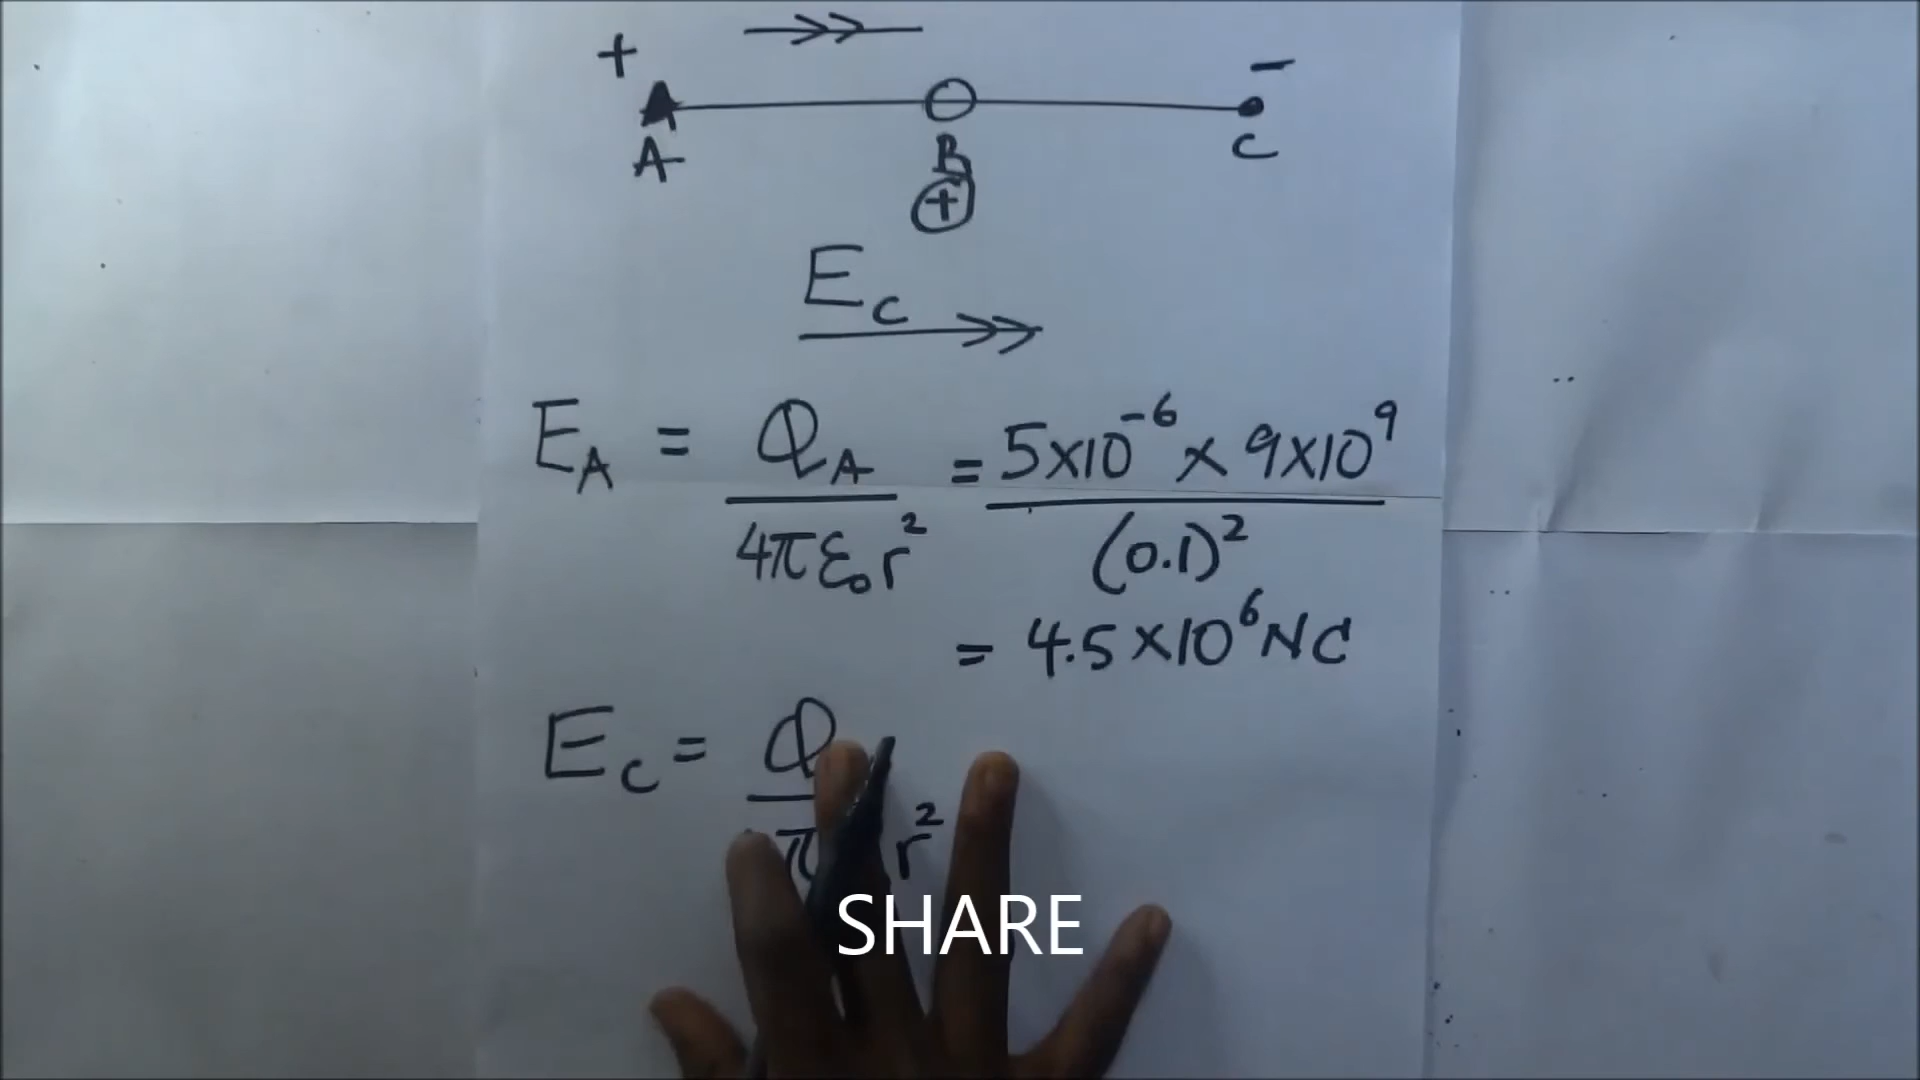 + −
A A B C
⊕
E_C
E_A = Q_A / 4πε₀r² = 5×10⁻⁶ × 9×10⁹ / (0.1)²
= 4.5×10⁶ NC
E_C = Q / π r²
SHARE